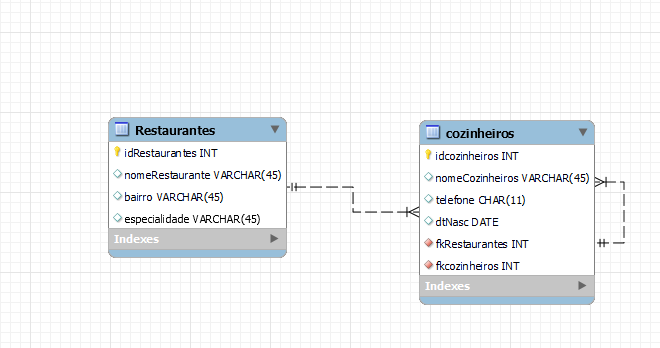 Restaurantes
idRestaurantes INT
nomeRestaurante VARCHAR(45)
bairro VARCHAR(45)
especialidade VARCHAR(45)
Indexes
cozinheiros
idcozinheiros INT
nomeCozinheiros VARCHAR(45)
telefone CHAR(11)
dtNasc DATE
fkRestaurantes INT
fkcozinheiros INT
Indexes